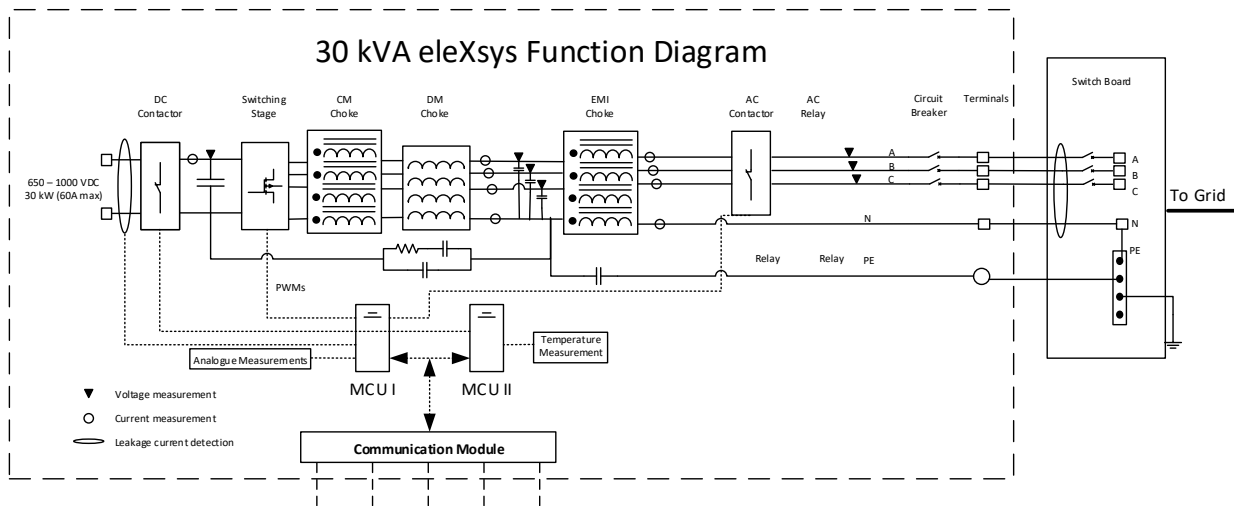 30 kVA eleXsys Function Diagram
DC
Contactor
Switching
Stage
CM
Choke
DM
Choke
EMI
Choke
AC
Contactor
AC
Relay
Circuit
Breaker
Terminals
Switch Board
650 – 1000 VDC
30 kW (60A max)
A
B
C
N
A
B
C
N
PE
To Grid
Relay
Relay
PE
PWMs
Analogue Measurements
MCU I
MCU II
Temperature
Measurement
Voltage measurement
Current measurement
Leakage current detection
Communication Module